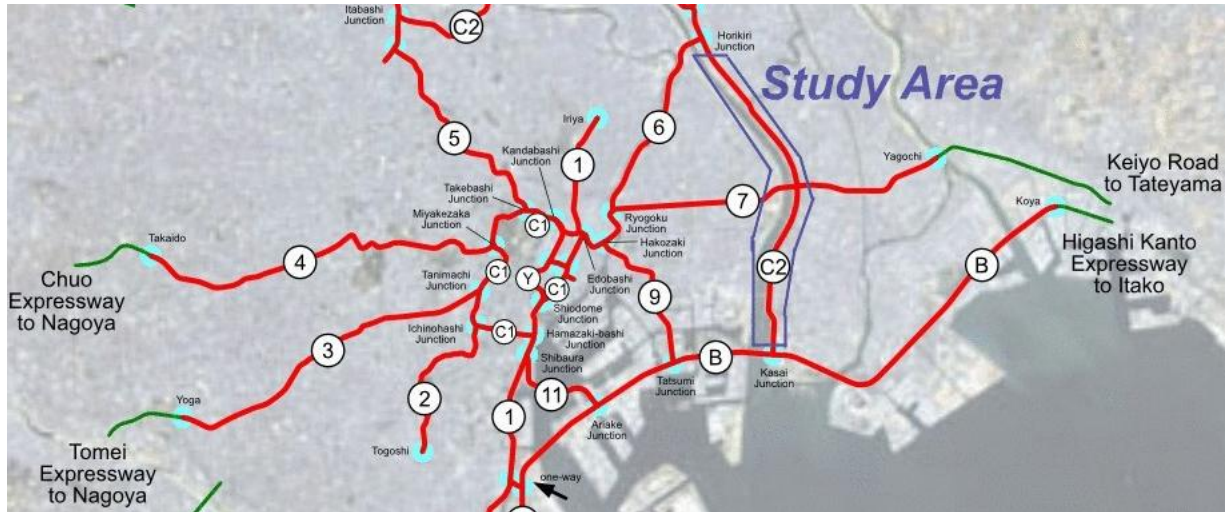 Itabashi
Junction
C2
Horikiri
Junction
Study Area
5
Iriya
6
Kandabashi
Junction
1
Yagochi
Keiyo Road
to Tateyama
Takebashi
Junction
7
Koya
Miyakezaka
Junction
C1
Ryogoku
Junction
Hakozaki
Junction
Higashi Kanto
Expressway
to Itako
Takaido
4
Chuo
Expressway
to Nagoya
Tanimachi
Junction
C1
Y
C1
Edobashi
Junction
C2
B
9
Shiodome
Junction
Ichinohashi
Junction
C1
Hamazaki-bashi
Junction
3
Shibaura
Junction
B
Tatsumi
Junction
Kasai
Junction
2
11
1
Yoga
Ariake
Junction
Togoshi
Tomei
Expressway
to Nagoya
one-way